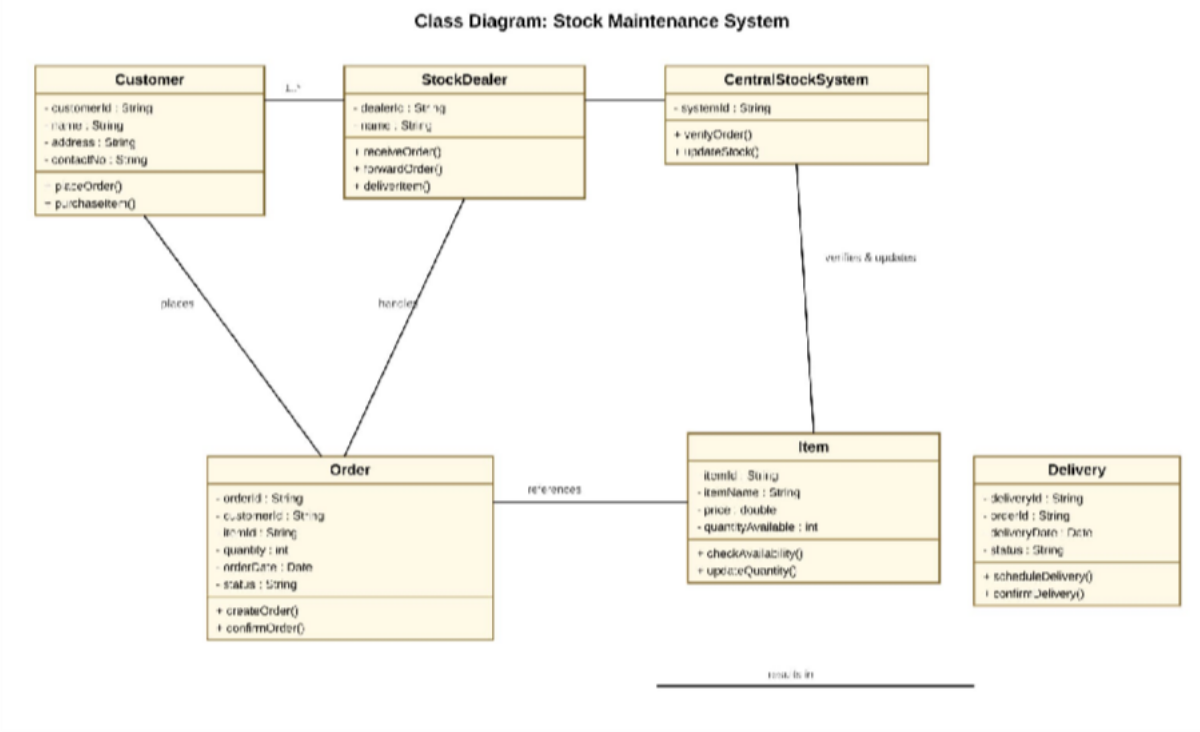 Class Diagram: Stock Maintenance System
Customer
- customerId : String
- name : String
- address : String
- contactNo : String
- placeOrder()
- purchaseItem()
1..*
StockDealer
- dealerId : String
- name : String
+ receiveOrder()
+ forwardOrder()
+ deliverItem()
CentralStockSystem
- systemId : String
+ verifyOrder()
+ updateStock()
places
handles
verifies & updates
Order
- orderId : String
- customerId : String
- itemId : String
- quantity : int
- orderDate : Date
- status : String
+ createOrder()
+ confirmOrder()
references
Item
itemId : String
- itemName : String
- price : double
- quantityAvailable : int
+ checkAvailability()
+ updateQuantity()
Delivery
- deliveryId : String
- orderId : String
deliveryDate : Date
- status : String
+ scheduleDelivery()
+ confirmDelivery()
results in